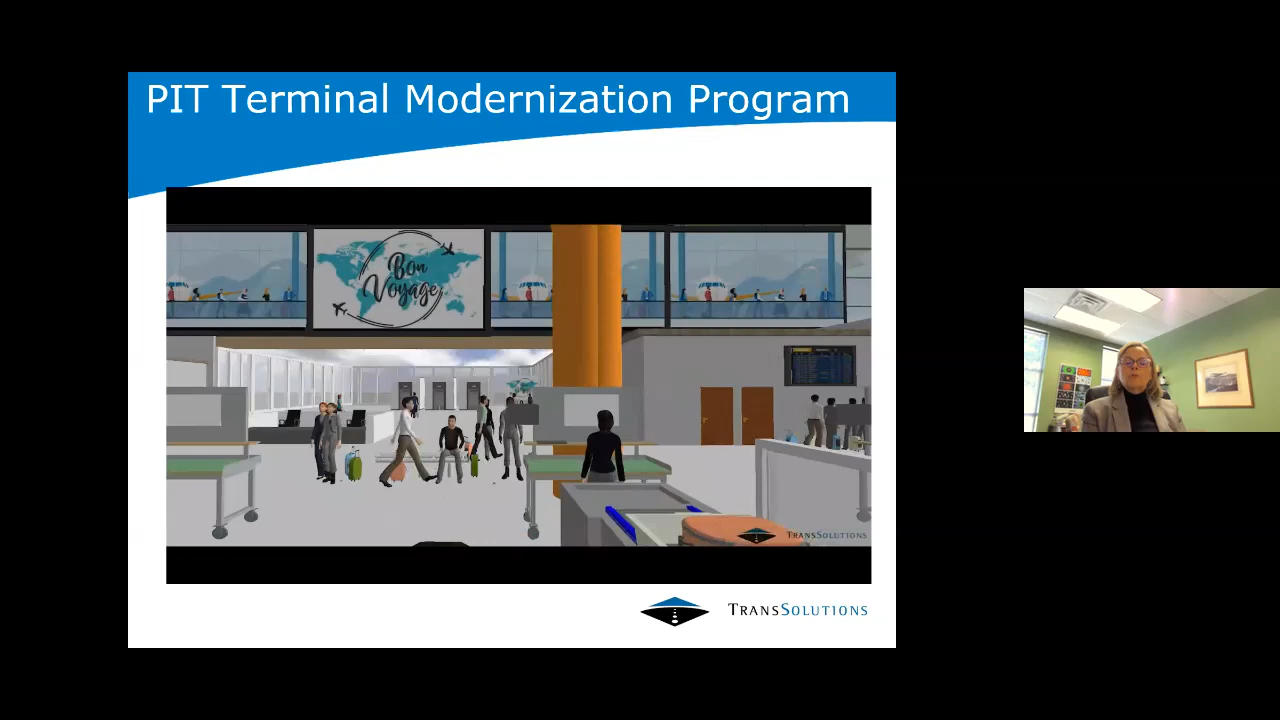 PIT Terminal Modernization Program
Bon
Voyage
TRANSSOLUTIONS
TRANSSOLUTIONS